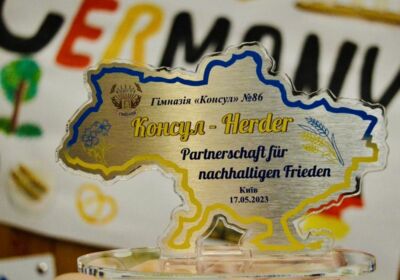 GERMANY
Гімназія «Консул» №86
Консул - Herder
Partnerschaft für
nachhaltigen Frieden
Київ
17.05.2023